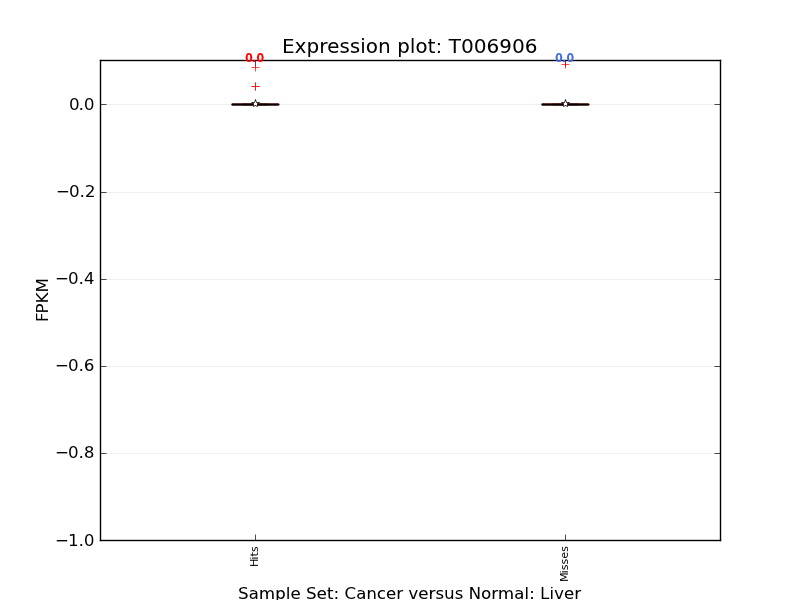 Expression plot: T006906
0.0 0.0
0.0
−0.2
−0.4
−0.6
−0.8
−1.0
FPKM
Hits Misses
Sample Set: Cancer versus Normal: Liver